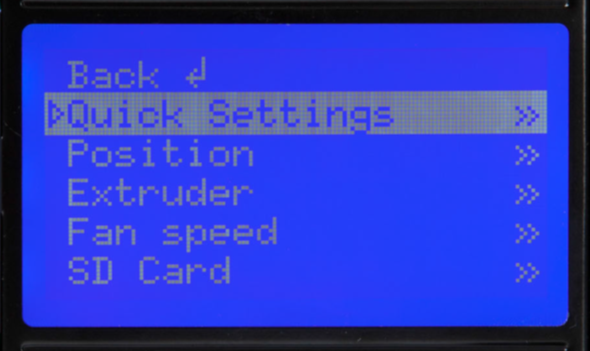 Back ↲
▹Quick Settings »
Position »
Extruder »
Fan speed »
SD Card »